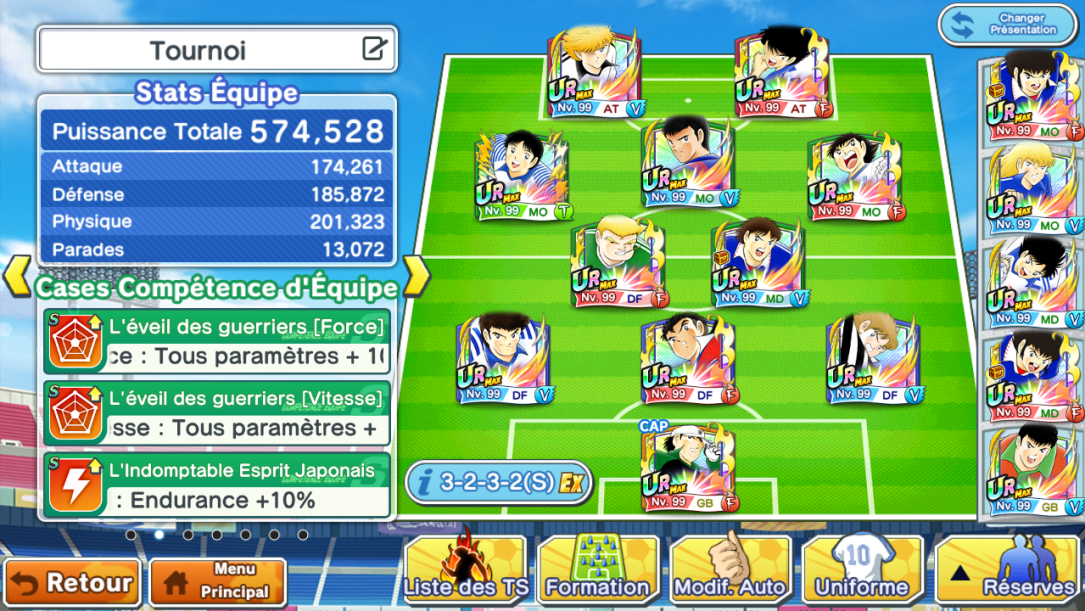 Tournoi
Changer
Présentation
Stats Équipe
Puissance Totale 574,528
Attaque 174,261
Défense 185,872
Physique 201,323
Parades 13,072
Cases Compétence d'Équipe
S L'éveil des guerriers [Force]
ce : Tous paramètres + 10
S L'éveil des guerriers [Vitesse]
sse : Tous paramètres +
S L'Indomptable Esprit Japonais
: Endurance +10%
UR MAX Nv. 99 AT V
UR MAX Nv. 99 AT F
UR MAX Nv. 99 MO T
UR MAX Nv. 99 MO V
UR MAX Nv. 99 MO F
UR MAX Nv. 99 DF F
UR MAX Nv. 99 MD V
UR MAX Nv. 99 DF V
UR MAX Nv. 99 DF F
UR MAX Nv. 99 DF V
CAP
UR MAX Nv. 99 GB F
i 3-2-3-2(S) EX
UR MAX Nv. 99 MO F
UR MAX Nv. 99 MO V
UR MAX Nv. 99 MD V
UR MAX Nv. 99 MD F
UR MAX Nv. 99 GB V
Retour
Menu
Principal
Liste des TS
Formation
Modif. Auto
10
Uniforme
Réserves